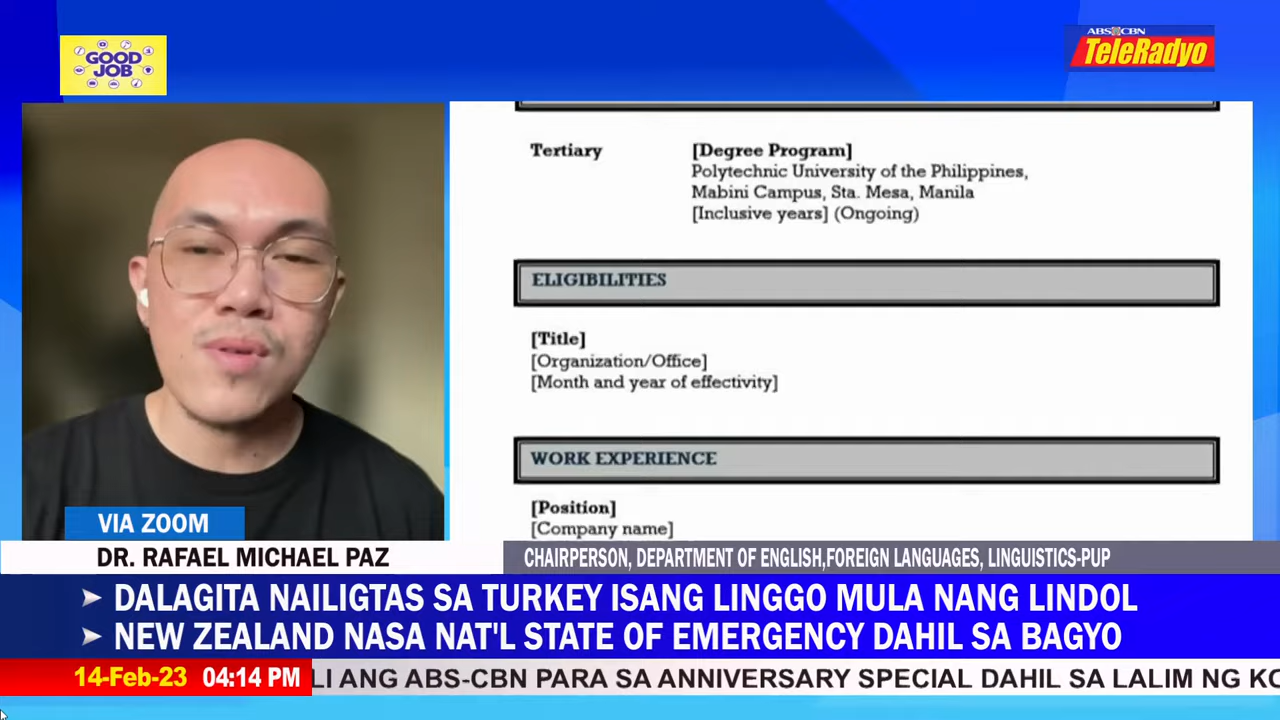 GOOD
JOB
ABS-CBN
TeleRadyo
Tertiary
[Degree Program]
Polytechnic University of the Philippines,
Mabini Campus, Sta. Mesa, Manila
[Inclusive years] (Ongoing)
ELIGIBILITIES
[Title]
[Organization/Office]
[Month and year of effectivity]
WORK EXPERIENCE
[Position]
[Company name]
VIA ZOOM
DR. RAFAEL MICHAEL PAZ
CHAIRPERSON, DEPARTMENT OF ENGLISH,FOREIGN LANGUAGES, LINGUISTICS-PUP
DALAGITA NAILIGTAS SA TURKEY ISANG LINGGO MULA NANG LINDOL
NEW ZEALAND NASA NAT'L STATE OF EMERGENCY DAHIL SA BAGYO
14-Feb-23 04:14 PM LI ANG ABS-CBN PARA SA ANNIVERSARY SPECIAL DAHIL SA LALIM NG KO